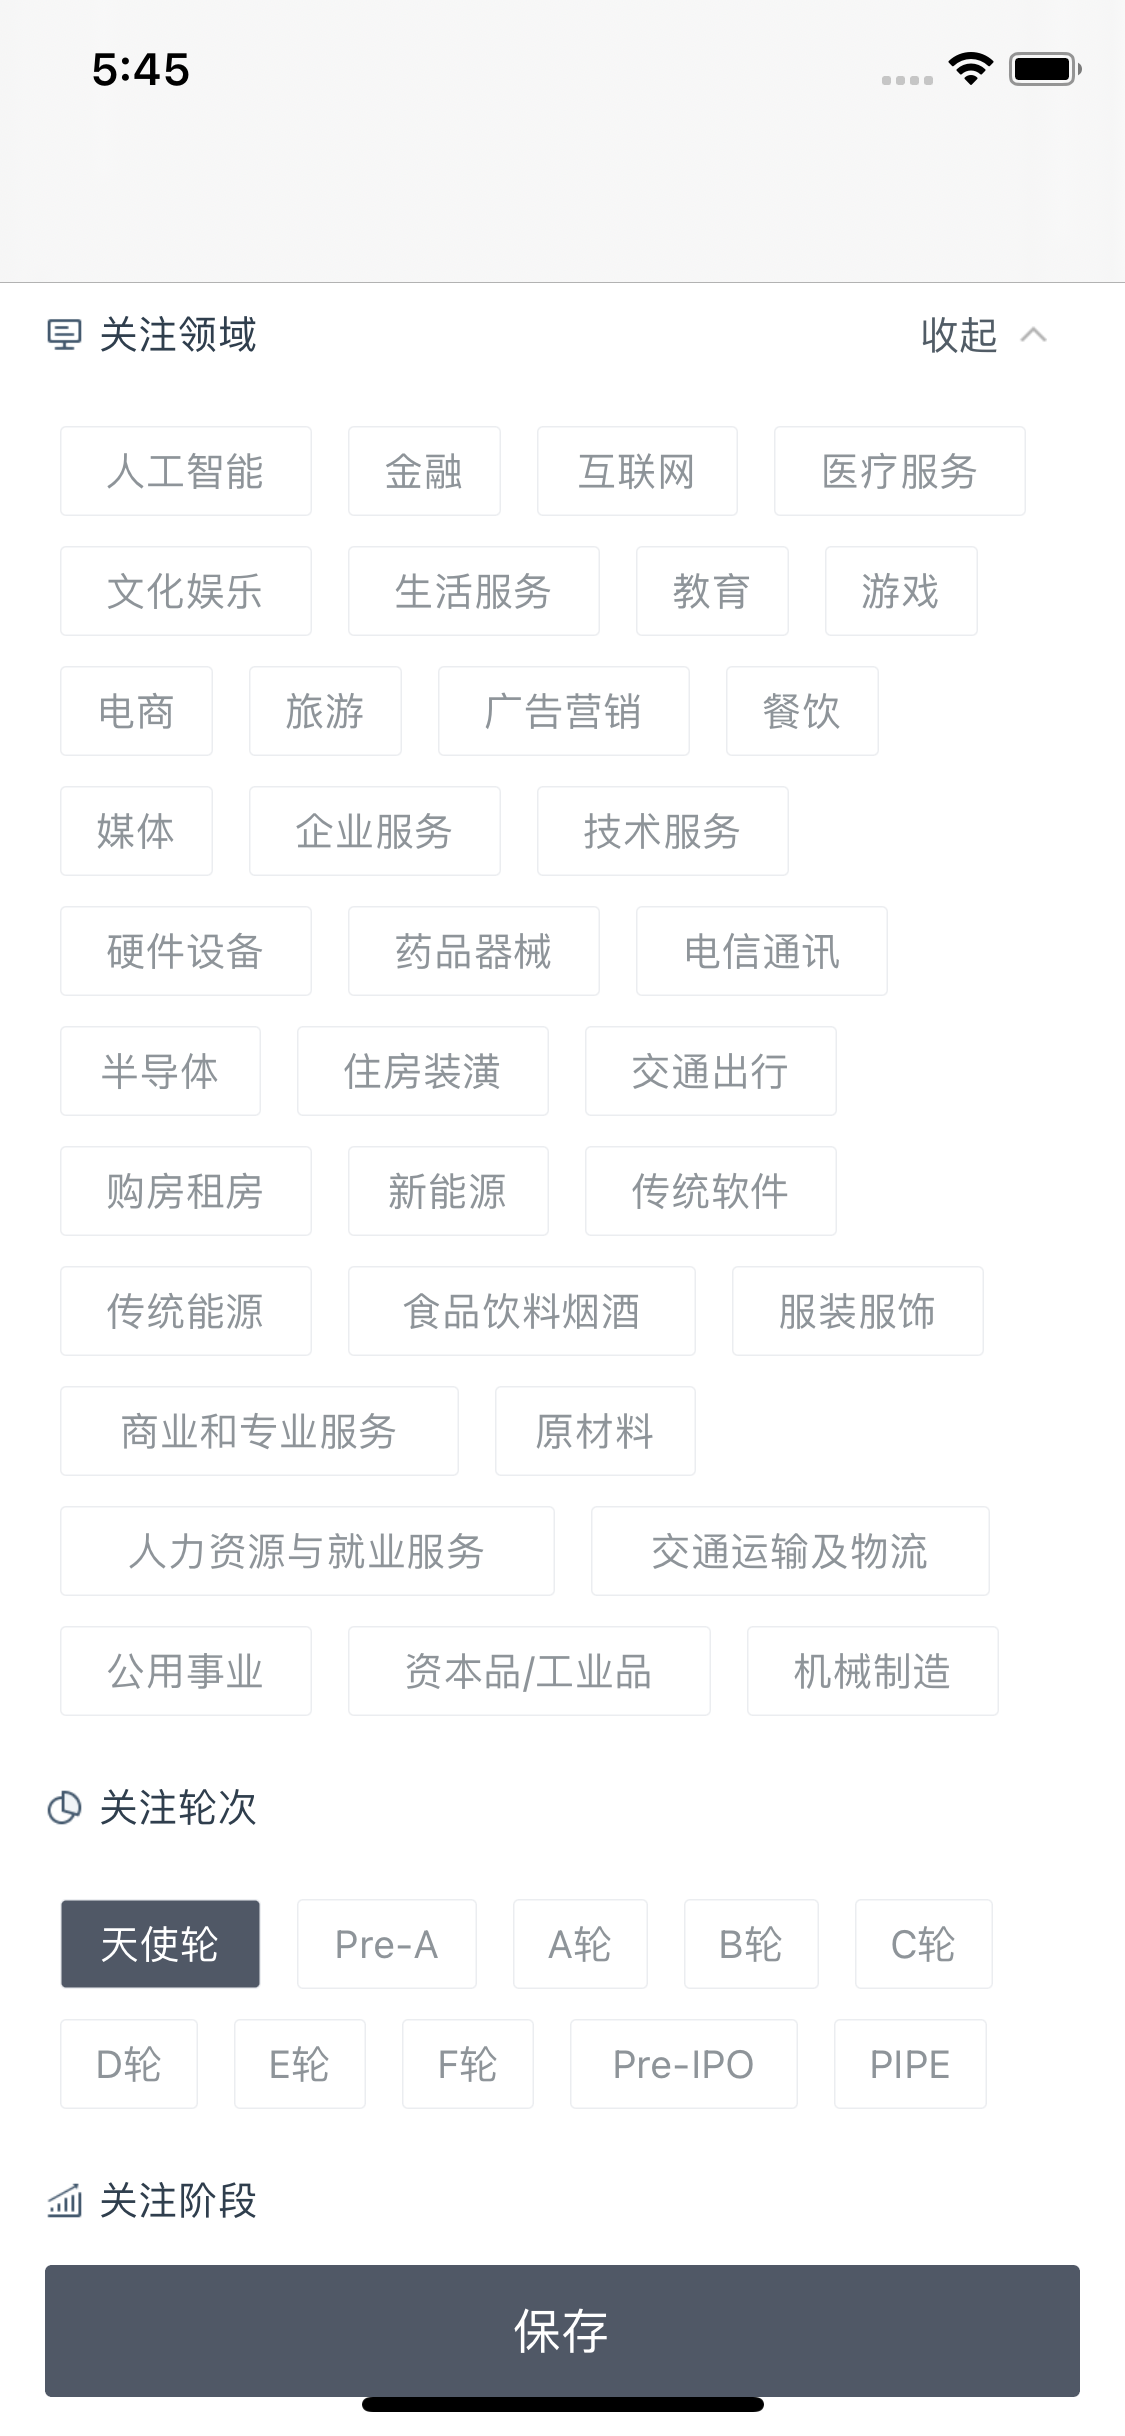 5:45
关注领域 收起
人工智能 金融 互联网 医疗服务
文化娱乐 生活服务 教育 游戏
电商 旅游 广告营销 餐饮
媒体 企业服务 技术服务
硬件设备 药品器械 电信通讯
半导体 住房装潢 交通出行
购房租房 新能源 传统软件
传统能源 食品饮料烟酒 服装服饰
商业和专业服务 原材料
人力资源与就业服务 交通运输及物流
公用事业 资本品/工业品 机械制造
关注轮次
天使轮 Pre-A A轮 B轮 C轮
D轮 E轮 F轮 Pre-IPO PIPE
关注阶段
保存